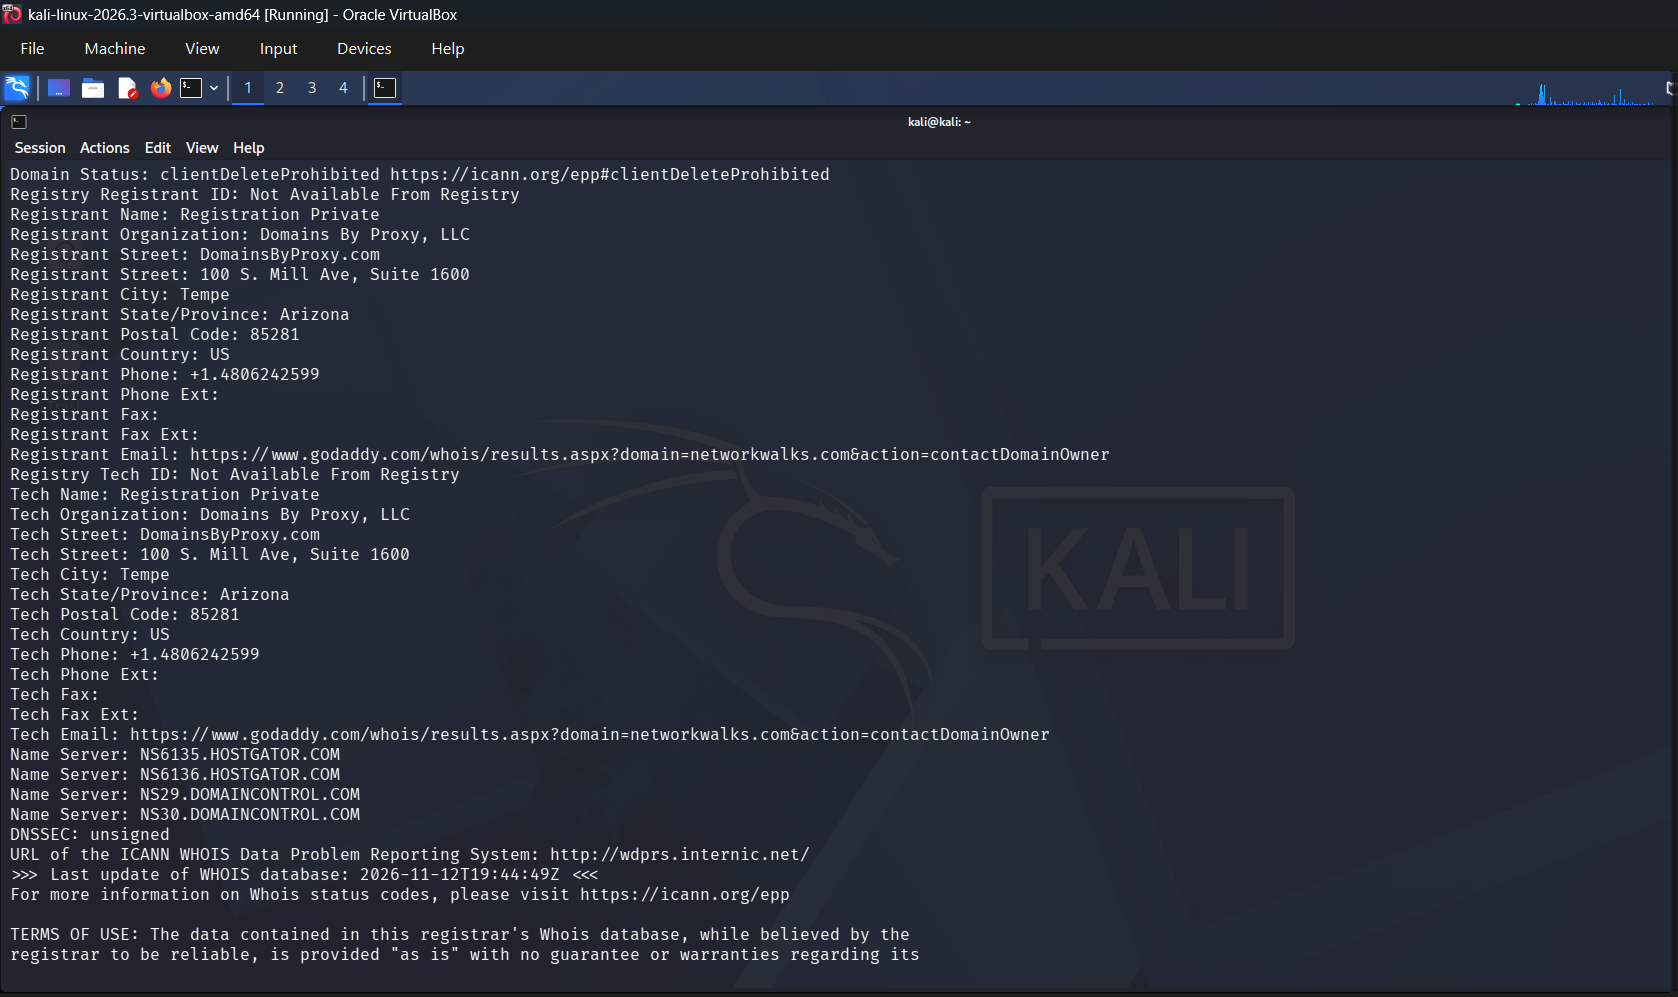 kali-linux-2026.3-virtualbox-amd64 [Running] - Oracle VirtualBox
File Machine View Input Devices Help
1 2 3 4
kali@kali: ~
Session Actions Edit View Help
Domain Status: clientDeleteProhibited https://icann.org/epp#clientDeleteProhibited
Registry Registrant ID: Not Available From Registry
Registrant Name: Registration Private
Registrant Organization: Domains By Proxy, LLC
Registrant Street: DomainsByProxy.com
Registrant Street: 100 S. Mill Ave, Suite 1600
Registrant City: Tempe
Registrant State/Province: Arizona
Registrant Postal Code: 85281
Registrant Country: US
Registrant Phone: +1.4806242599
Registrant Phone Ext:
Registrant Fax:
Registrant Fax Ext:
Registrant Email: https://www.godaddy.com/whois/results.aspx?domain=networkwalks.com&action=contactDomainOwner
Registry Tech ID: Not Available From Registry
Tech Name: Registration Private
Tech Organization: Domains By Proxy, LLC
Tech Street: DomainsByProxy.com
Tech Street: 100 S. Mill Ave, Suite 1600
Tech City: Tempe
Tech State/Province: Arizona
Tech Postal Code: 85281
Tech Country: US
Tech Phone: +1.4806242599
Tech Phone Ext:
Tech Fax:
Tech Fax Ext:
Tech Email: https://www.godaddy.com/whois/results.aspx?domain=networkwalks.com&action=contactDomainOwner
Name Server: NS6135.HOSTGATOR.COM
Name Server: NS6136.HOSTGATOR.COM
Name Server: NS29.DOMAINCONTROL.COM
Name Server: NS30.DOMAINCONTROL.COM
DNSSEC: unsigned
URL of the ICANN WHOIS Data Problem Reporting System: http://wdprs.internic.net/
>>> Last update of WHOIS database: 2026-11-12T19:44:49Z <<<
For more information on Whois status codes, please visit https://icann.org/epp
TERMS OF USE: The data contained in this registrar's Whois database, while believed by the
registrar to be reliable, is provided "as is" with no guarantee or warranties regarding its
KALI